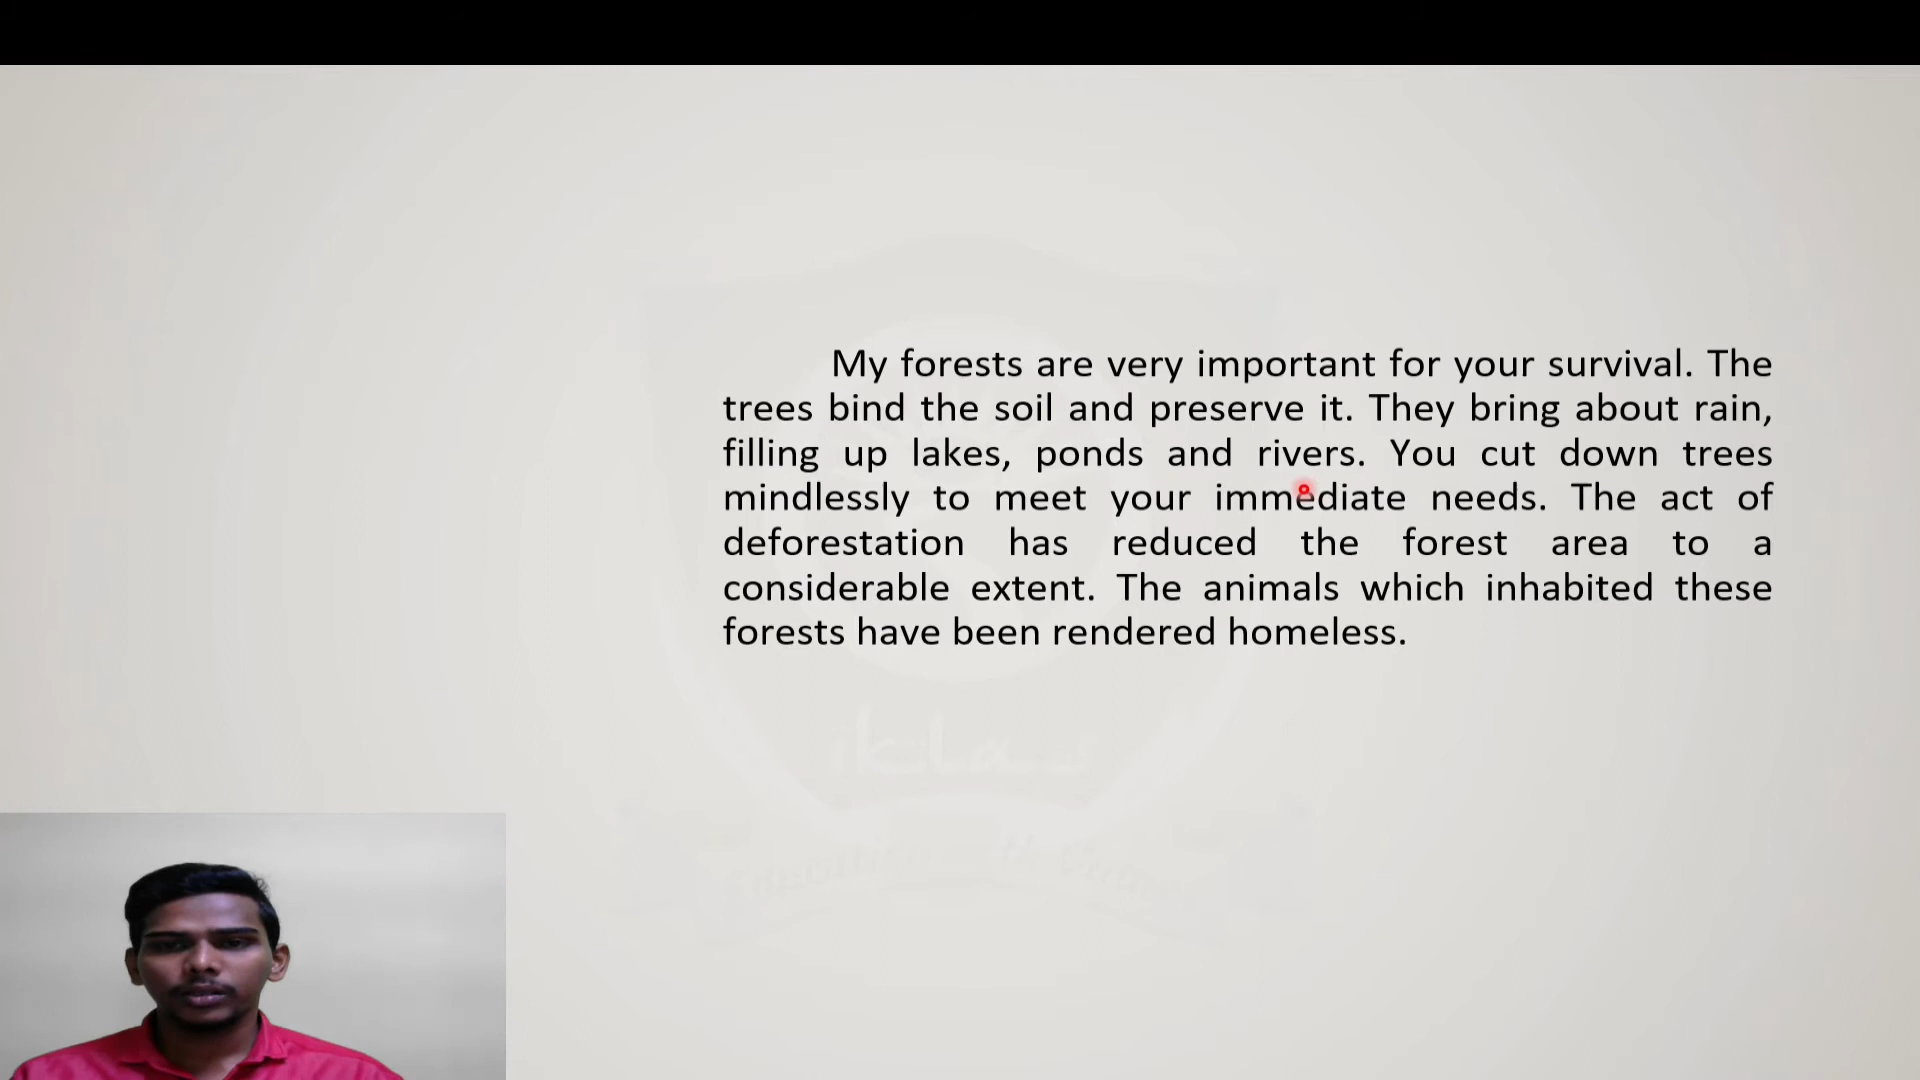 My forests are very important for your survival. The
trees bind the soil and preserve it. They bring about rain,
filling up lakes, ponds and rivers. You cut down trees
mindlessly to meet your immediate needs. The act of
deforestation has reduced the forest area to a
considerable extent. The animals which inhabited these
forests have been rendered homeless.